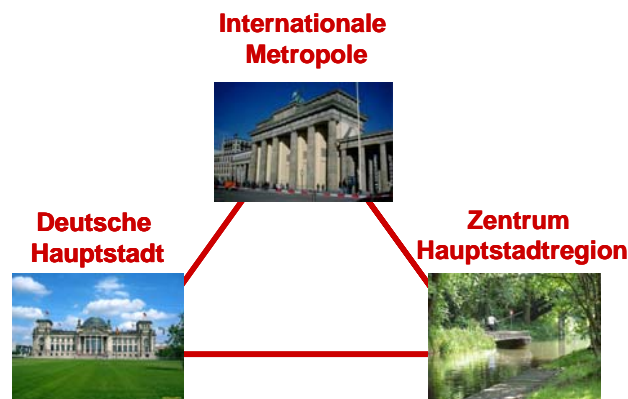 Internationale
Metropole
Deutsche
Hauptstadt
Zentrum
Hauptstadtregion